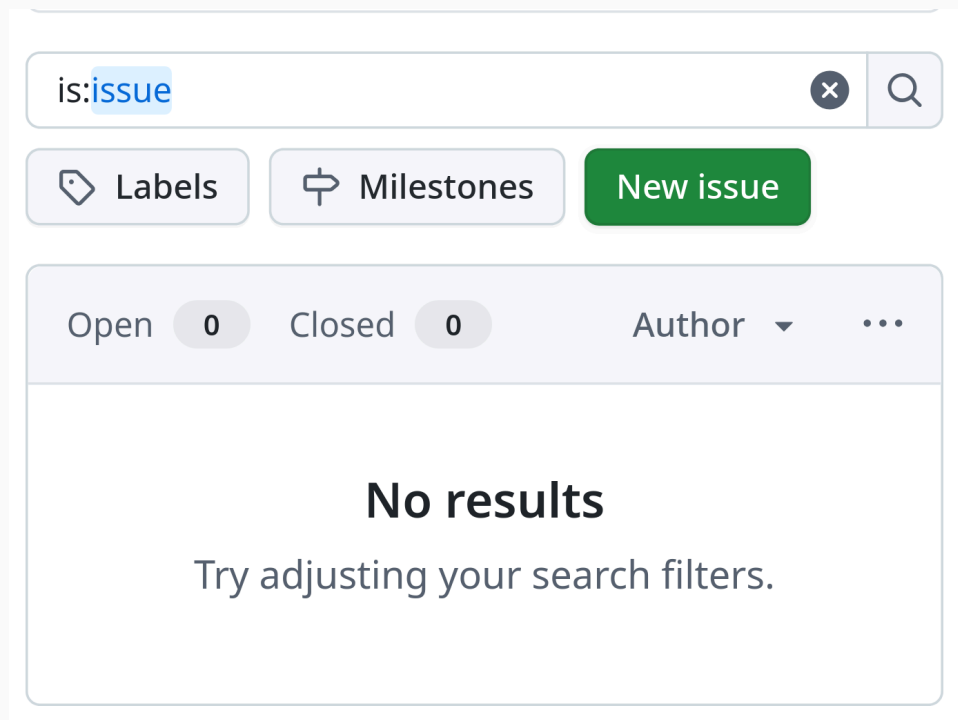 is:issue
Labels Milestones New issue
Open 0 Closed 0 Author
No results
Try adjusting your search filters.